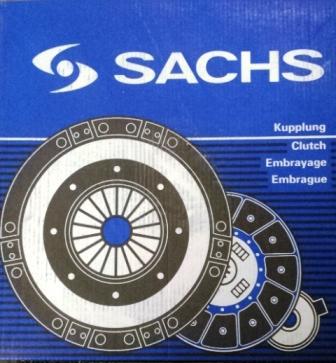 SACHS
Kupplung
Clutch
Embrayage
Embrague